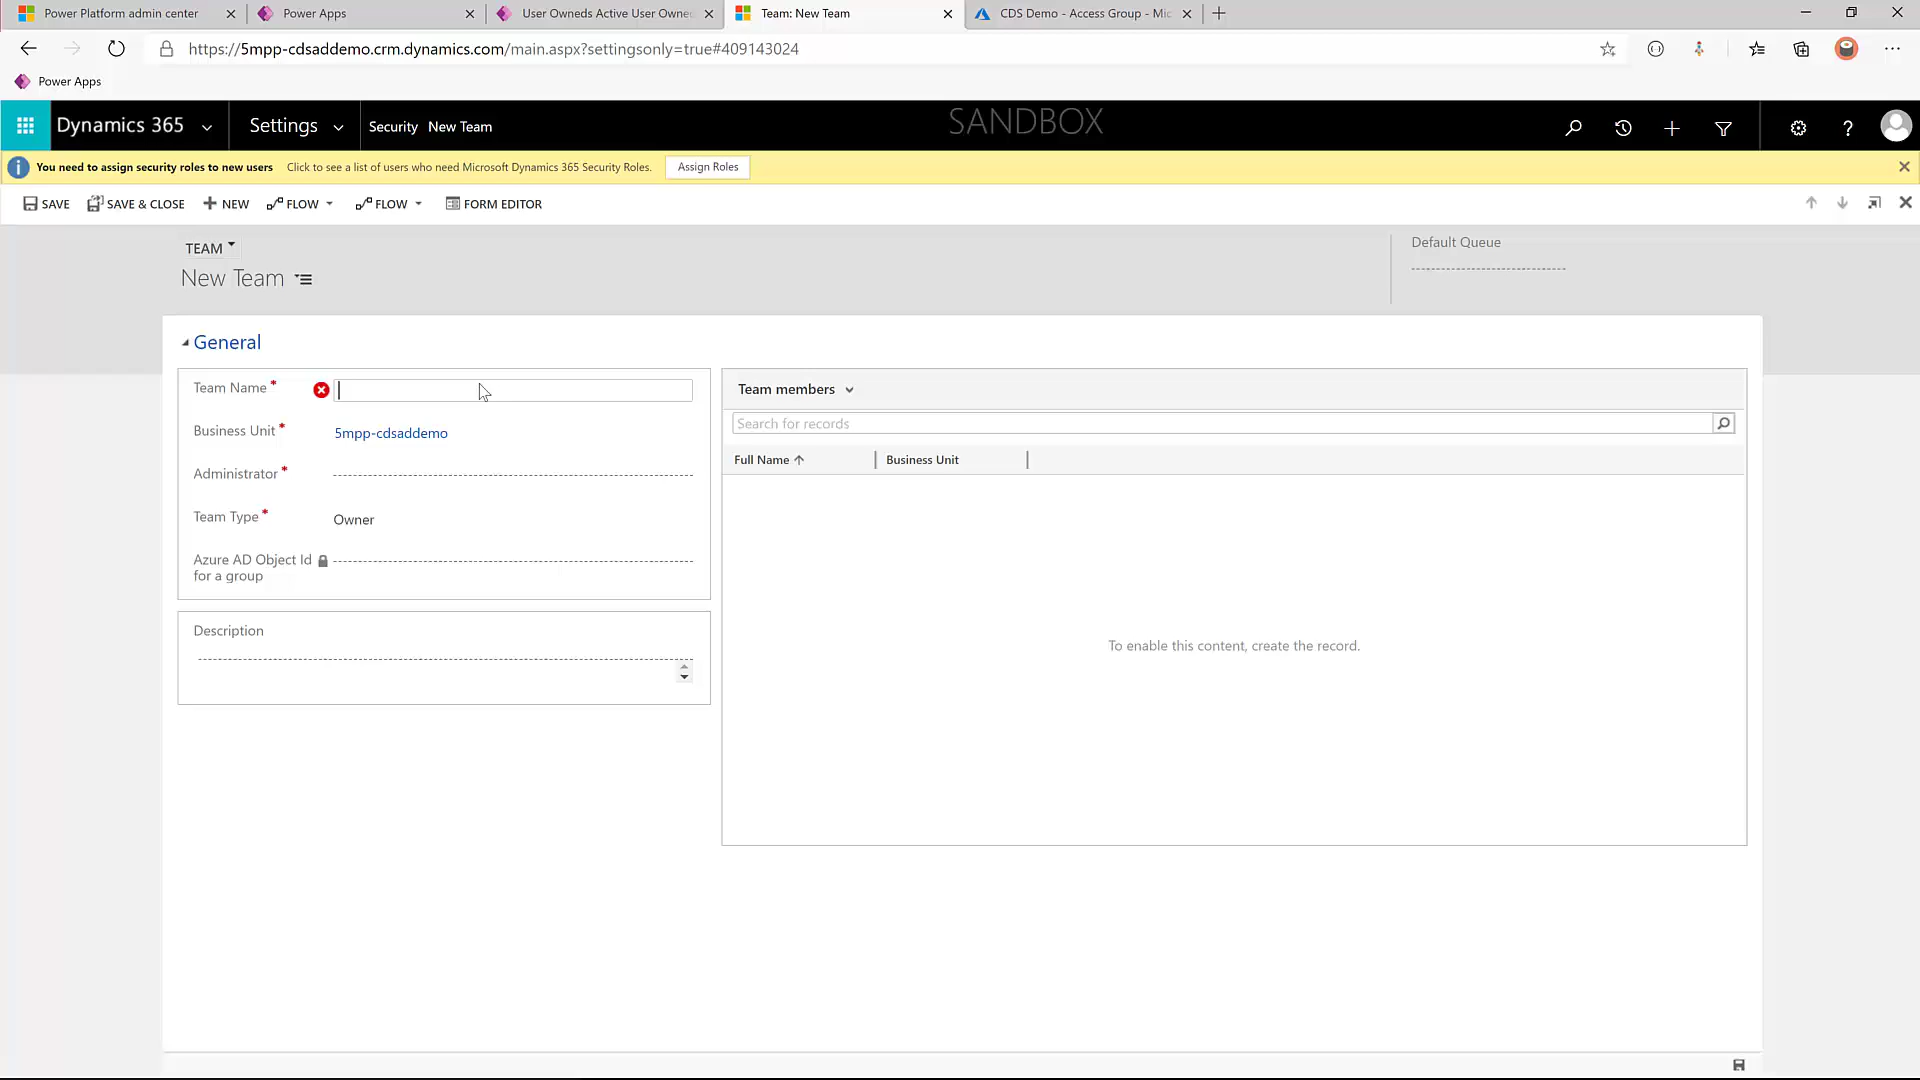 Power Platform admin center
Power Apps
User Owneds Active User Owne
Team: New Team
CDS Demo - Access Group - Mic
https://5mpp-cdsaddemo.crm.dynamics.com/main.aspx?settingsonly=true#409143024
Power Apps
Dynamics 365
Settings
Security New Team
SANDBOX
You need to assign security roles to new users Click to see a list of users who need Microsoft Dynamics 365 Security Roles. Assign Roles
SAVE SAVE & CLOSE NEW FLOW FLOW FORM EDITOR
TEAM
New Team
Default Queue
General
Team Name *
Business Unit * 5mpp-cdsaddemo
Administrator *
Team Type * Owner
Azure AD Object Id
for a group
Description
Team members
Search for records
Full Name Business Unit
To enable this content, create the record.